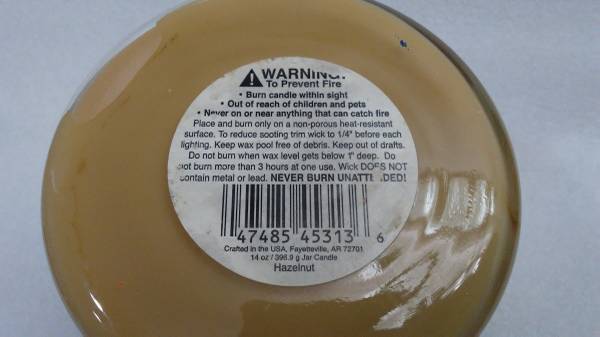 WARNING:
To Prevent Fire
• Burn candle within sight
• Out of reach of children and pets
• Never on or near anything that can catch fire
Place and burn only on a non-porous heat-resistant
surface. To reduce sooting trim wick to 1/4" before each
lighting. Keep wax pool free of debris. Keep out of drafts.
Do not burn when wax level gets below 1" deep. Do
not burn more than 3 hours at one use. Wick DOES NOT
contain metal or lead. NEVER BURN UNATTENDED!
47485 45313 6
Crafted in the USA, Fayetteville, AR 72701
14 oz / 396.9 g Jar Candle
Hazelnut